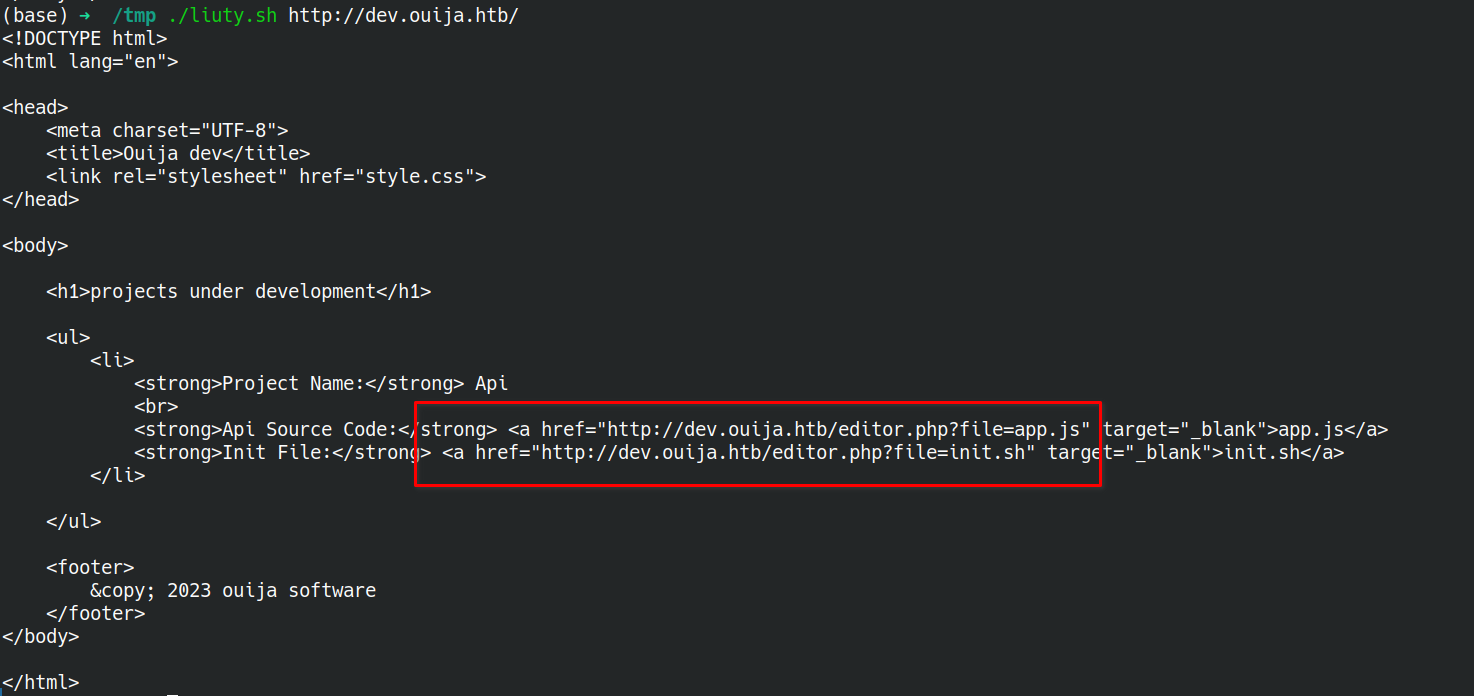 (base) → /tmp ./liuty.sh http://dev.ouija.htb/
<!DOCTYPE html>
<html lang="en">
<head>
    <meta charset="UTF-8">
    <title>Ouija dev</title>
    <link rel="stylesheet" href="style.css">
</head>
<body>
    <h1>projects under development</h1>
    <ul>
        <li>
            <strong>Project Name:</strong> Api
            <br>
            <strong>Api Source Code:</strong> <a href="http://dev.ouija.htb/editor.php?file=app.js" target="_blank">app.js</a>
            <strong>Init File:</strong> <a href="http://dev.ouija.htb/editor.php?file=init.sh" target="_blank">init.sh</a>
        </li>
    </ul>
    <footer>
        &copy; 2023 ouija software
    </footer>
</body>
</html>